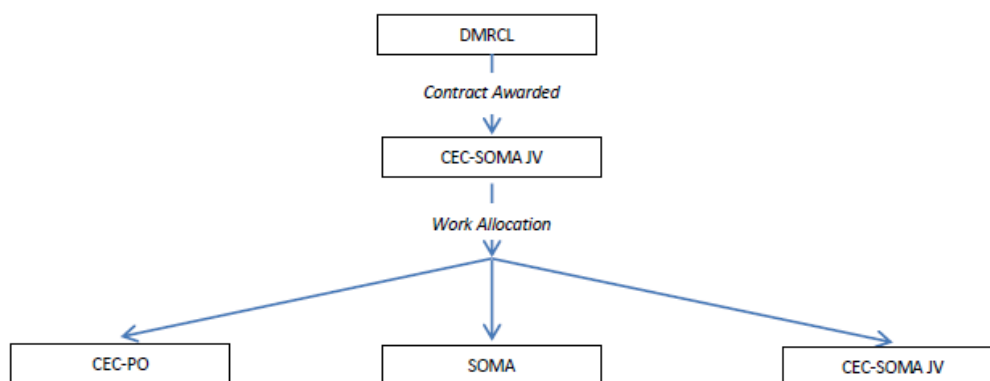 DMRCL
Contract Awarded
CEC-SOMA JV
Work Allocation
CEC-PO
SOMA
CEC-SOMA JV